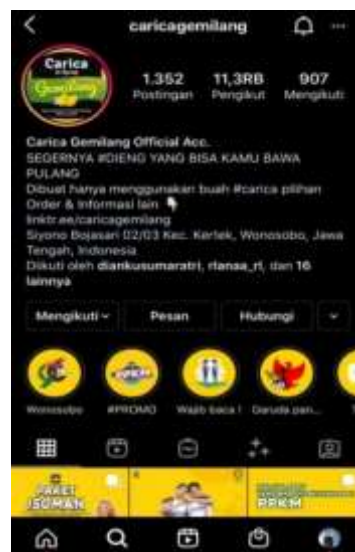 caricagemilang
Carica
Gemilang
1.352 11,3RB 907
Postingan Pengikut Mengikuti
Carica Gemilang Official Acc.
SEGERNYA #DIENG YANG BISA KAMU BAWA
PULANG
Dibuat hanya menggunakan buah #carica pilihan
Order & Informasi lain 👇
linktr.ee/caricagemilang
Siyono Bojasari 02/03 Kec. Kertek, Wonosobo, Jawa
Tengah, Indonesia
Diikuti oleh diankusumaratri, rtanaa_rt, dan 16
lainnya
Mengikuti Pesan Hubungi
Wonosobo #PROMO Wajib baca ! Garuda pan...
PAKET
ISOMAN
PPKM